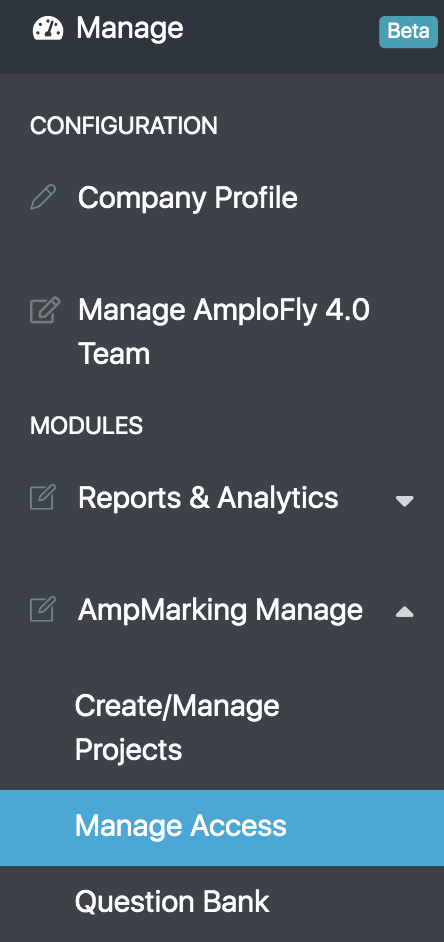 Manage Beta
CONFIGURATION
Company Profile
Manage AmploFly 4.0
Team
MODULES
Reports & Analytics
AmpMarking Manage
Create/Manage
Projects
Manage Access
Question Bank